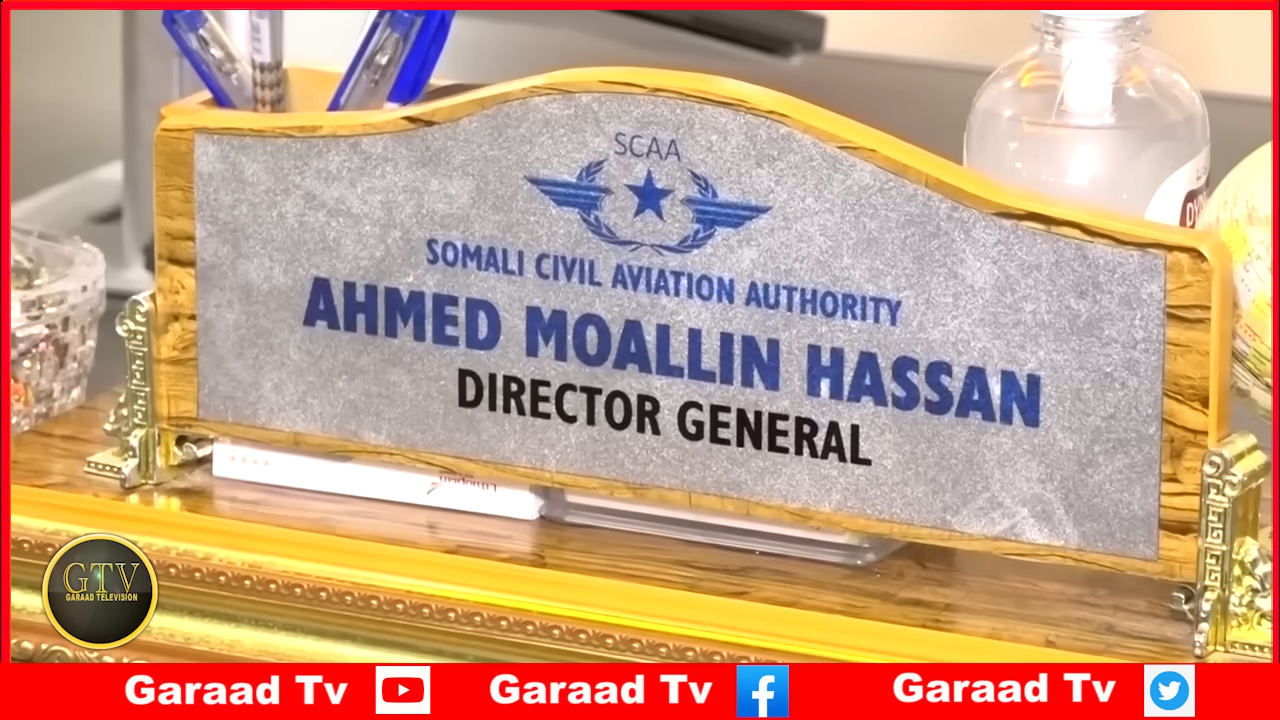 SCAA
SOMALI CIVIL AVIATION AUTHORITY
AHMED MOALLIN HASSAN
DIRECTOR GENERAL
GTV
GARAAD TELEVISION
Garaad Tv
Garaad Tv
Garaad Tv